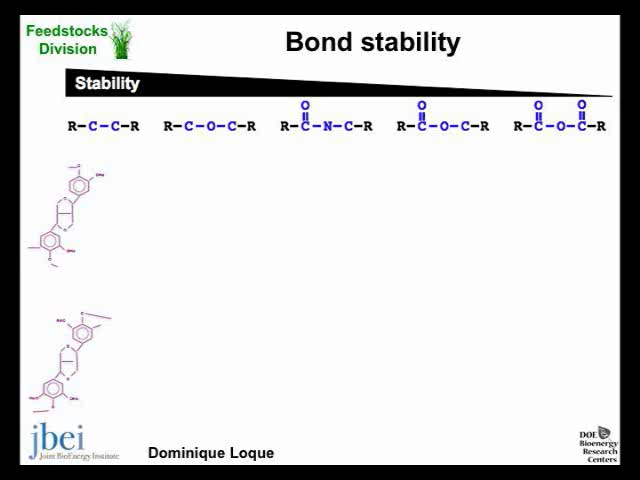 Feedstocks
Division
Bond stability
Stability
O O O O
R-C-C-R R-C-O-C-R R-C-N-C-R R-C-O-C-R R-C-O-C-R
jbei
Joint BioEnergy Institute
Dominique Loque
DOE
Bioenergy
Research
Centers